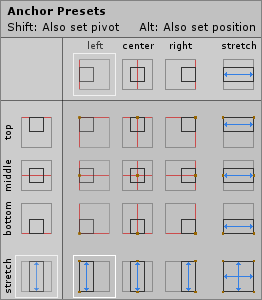 Anchor Presets
Shift: Also set pivot Alt: Also set position
left center right stretch
top
middle
bottom
stretch